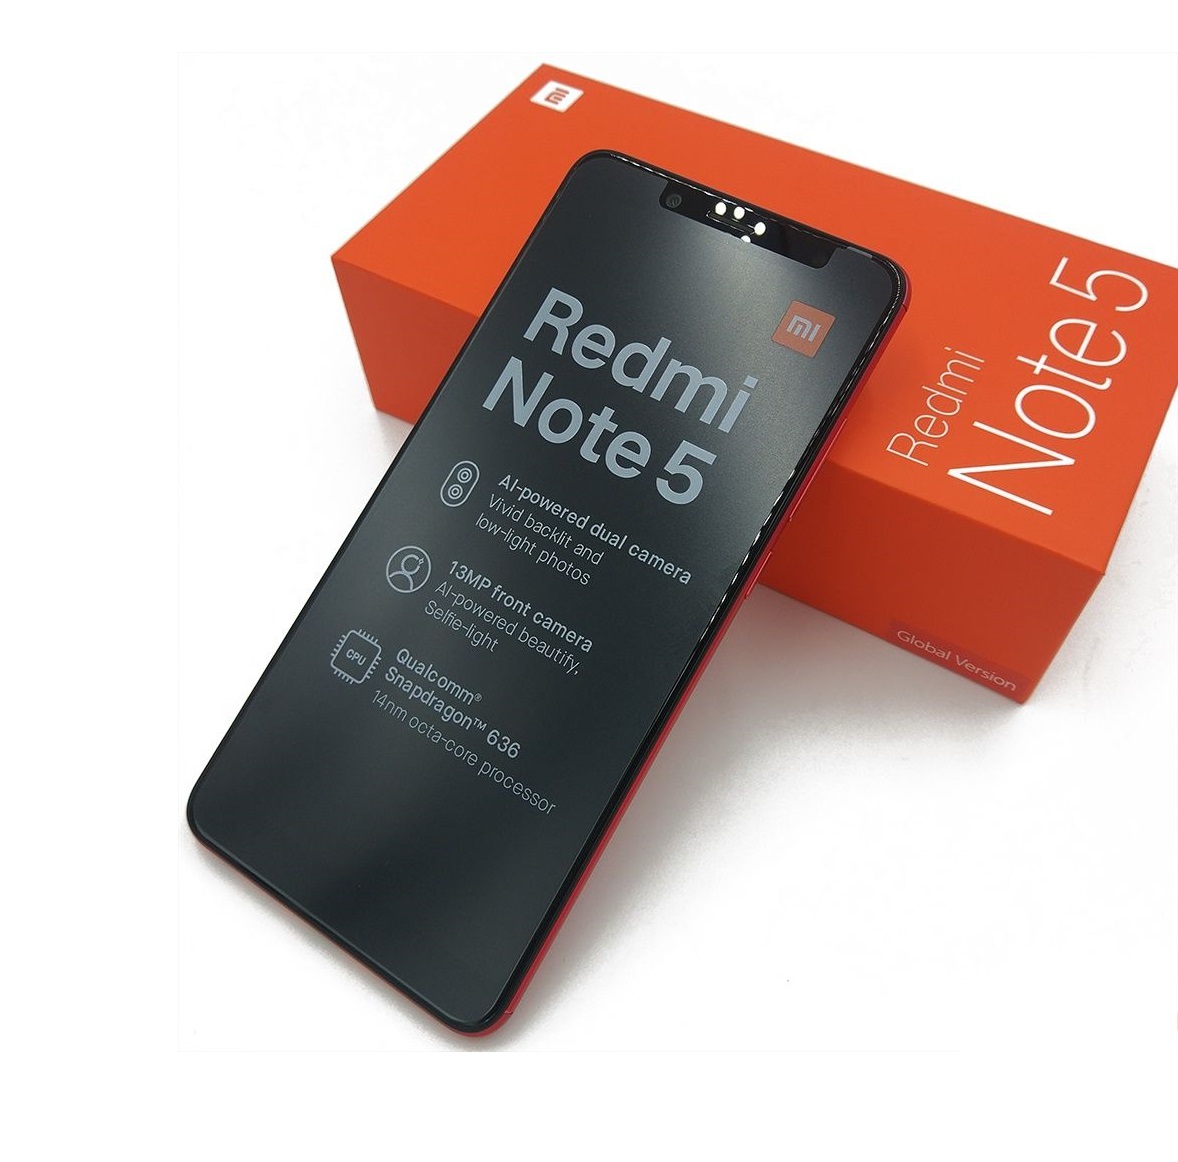 mi
Redmi
Note 5
mi
AI-powered dual camera
Vivid backlit and
low-light photos
13MP front camera
AI-powered beautify,
Selfie-light
CPU
Qualcomm®
Snapdragon™ 636
14nm octa-core processor
Redmi
Note 5
Global Version